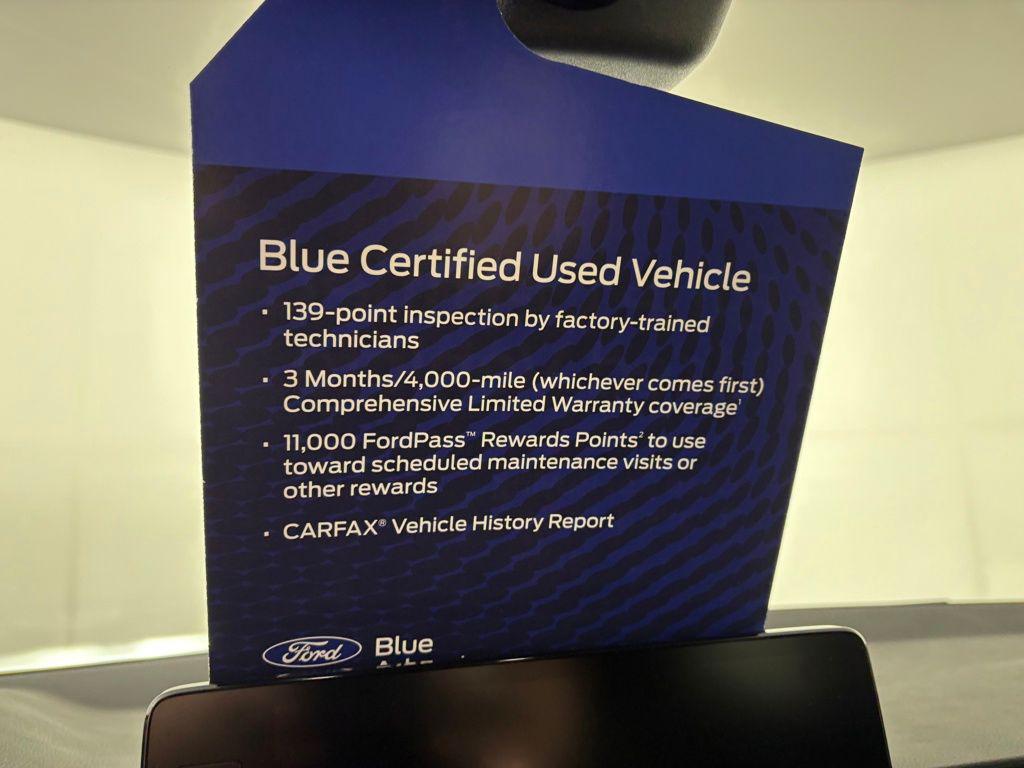 Blue Certified Used Vehicle
• 139-point inspection by factory-trained
technicians
• 3 Months/4,000-mile (whichever comes first)
Comprehensive Limited Warranty coverage¹
• 11,000 FordPass™ Rewards Points² to use
toward scheduled maintenance visits or
other rewards
• CARFAX® Vehicle History Report
Ford Blue